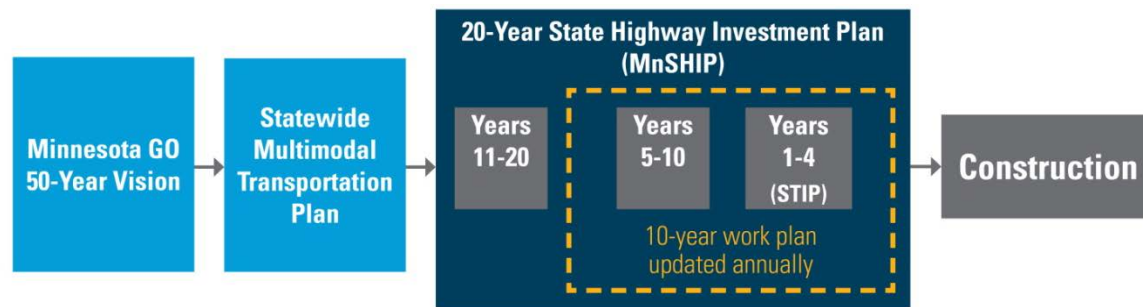 Minnesota GO
50-Year Vision
Statewide
Multimodal
Transportation
Plan
20-Year State Highway Investment Plan
(MnSHIP)
Years
11-20
Years
5-10
Years
1-4
(STIP)
10-year work plan
updated annually
Construction